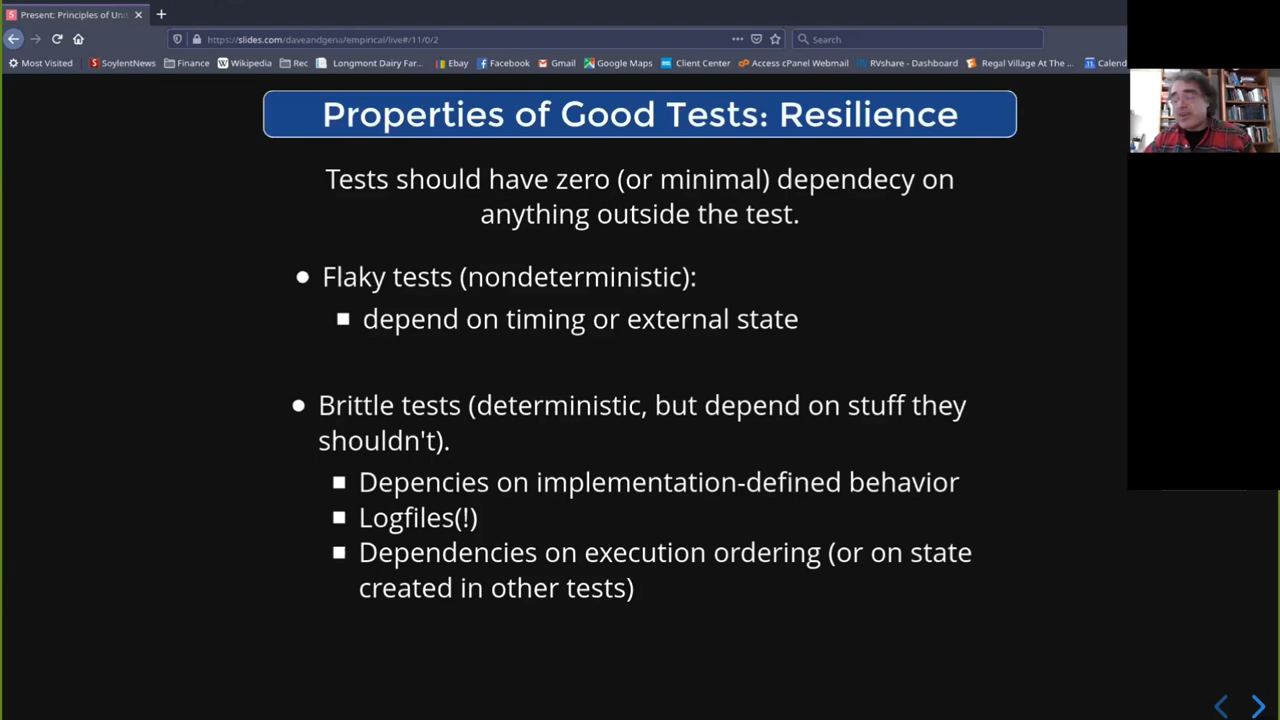 Present: Principles of Uni
https://slides.com/daveandgena/empirical/live#/11/0/2
Search
Most Visited SoylentNews Finance Wikipedia Rec Longmont Dairy Far... Ebay Facebook Gmail Google Maps Client Center Access cPanel Webmail RVshare - Dashboard Regal Village At The ... Calend
Properties of Good Tests: Resilience
Tests should have zero (or minimal) dependecy on
anything outside the test.
Flaky tests (nondeterministic):
depend on timing or external state
Brittle tests (deterministic, but depend on stuff they
shouldn't).
Depencies on implementation-defined behavior
Logfiles(!)
Dependencies on execution ordering (or on state
created in other tests)